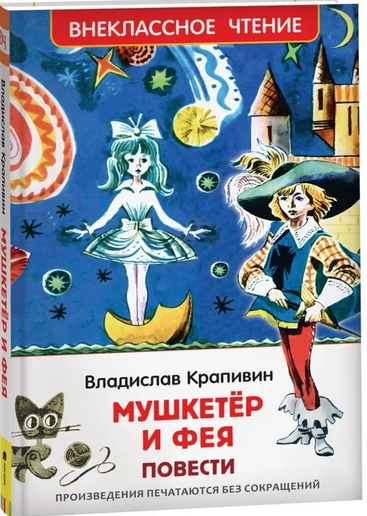 ВНЕКЛАССНОЕ ЧТЕНИЕ
Владислав Крапивин
МУШКЕТЁР И ФЕЯ
Владислав Крапивин
МУШКЕТЁР
И ФЕЯ
ПОВЕСТИ
ПРОИЗВЕДЕНИЯ ПЕЧАТАЮТСЯ БЕЗ СОКРАЩЕНИЙ